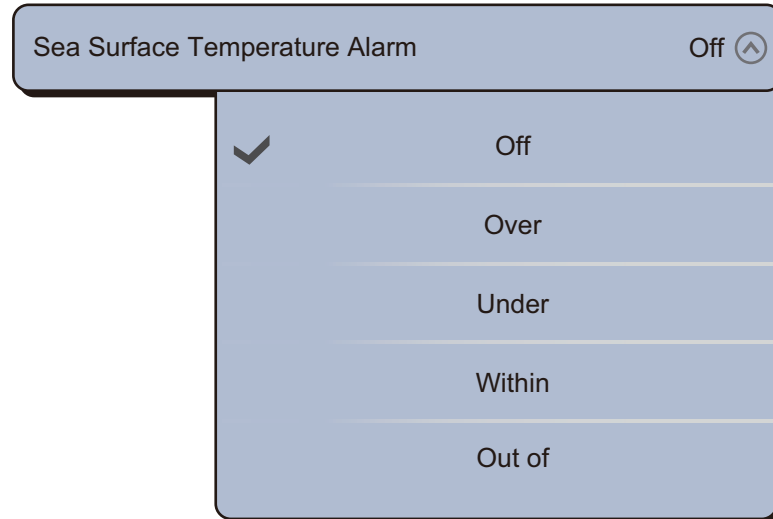 Sea Surface Temperature Alarm Off
Off
Over
Under
Within
Out of